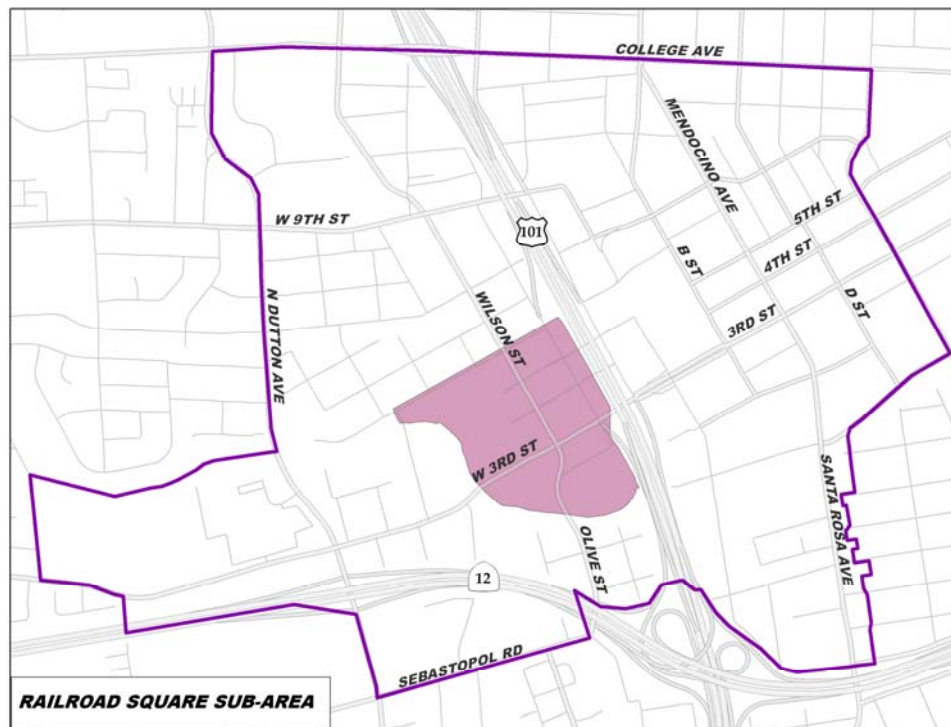 COLLEGE AVE
MENDOCINO AVE
W 9TH ST
101
5TH ST
B ST
4TH ST
N DUTTON AVE
WILSON ST
D ST
3RD ST
W 3RD ST
SANTA ROSA AVE
OLIVE ST
12
SEBASTOPOL RD
RAILROAD SQUARE SUB-AREA